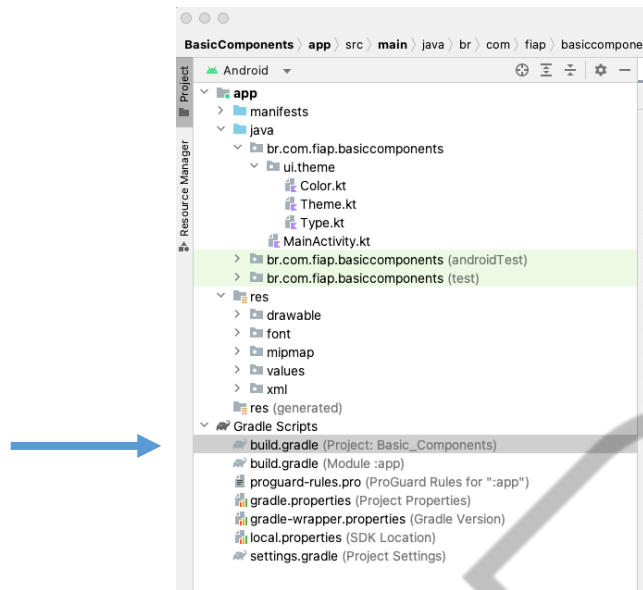 BasicComponents 〉 app 〉 src 〉 main 〉 java 〉 br 〉 com 〉 fiap 〉 basiccompone
Project
Resource Manager
Android
app
manifests
java
br.com.fiap.basiccomponents
ui.theme
Color.kt
Theme.kt
Type.kt
MainActivity.kt
br.com.fiap.basiccomponents (androidTest)
br.com.fiap.basiccomponents (test)
res
drawable
font
mipmap
values
xml
res (generated)
Gradle Scripts
build.gradle (Project: Basic_Components)
build.gradle (Module :app)
proguard-rules.pro (ProGuard Rules for ":app")
gradle.properties (Project Properties)
gradle-wrapper.properties (Gradle Version)
local.properties (SDK Location)
settings.gradle (Project Settings)